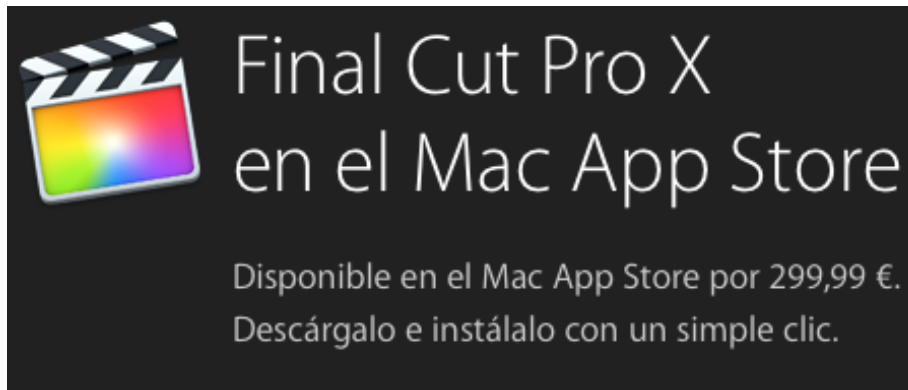 Final Cut Pro X
en el Mac App Store
Disponible en el Mac App Store por 299,99 €.
Descárgalo e instálalo con un simple clic.